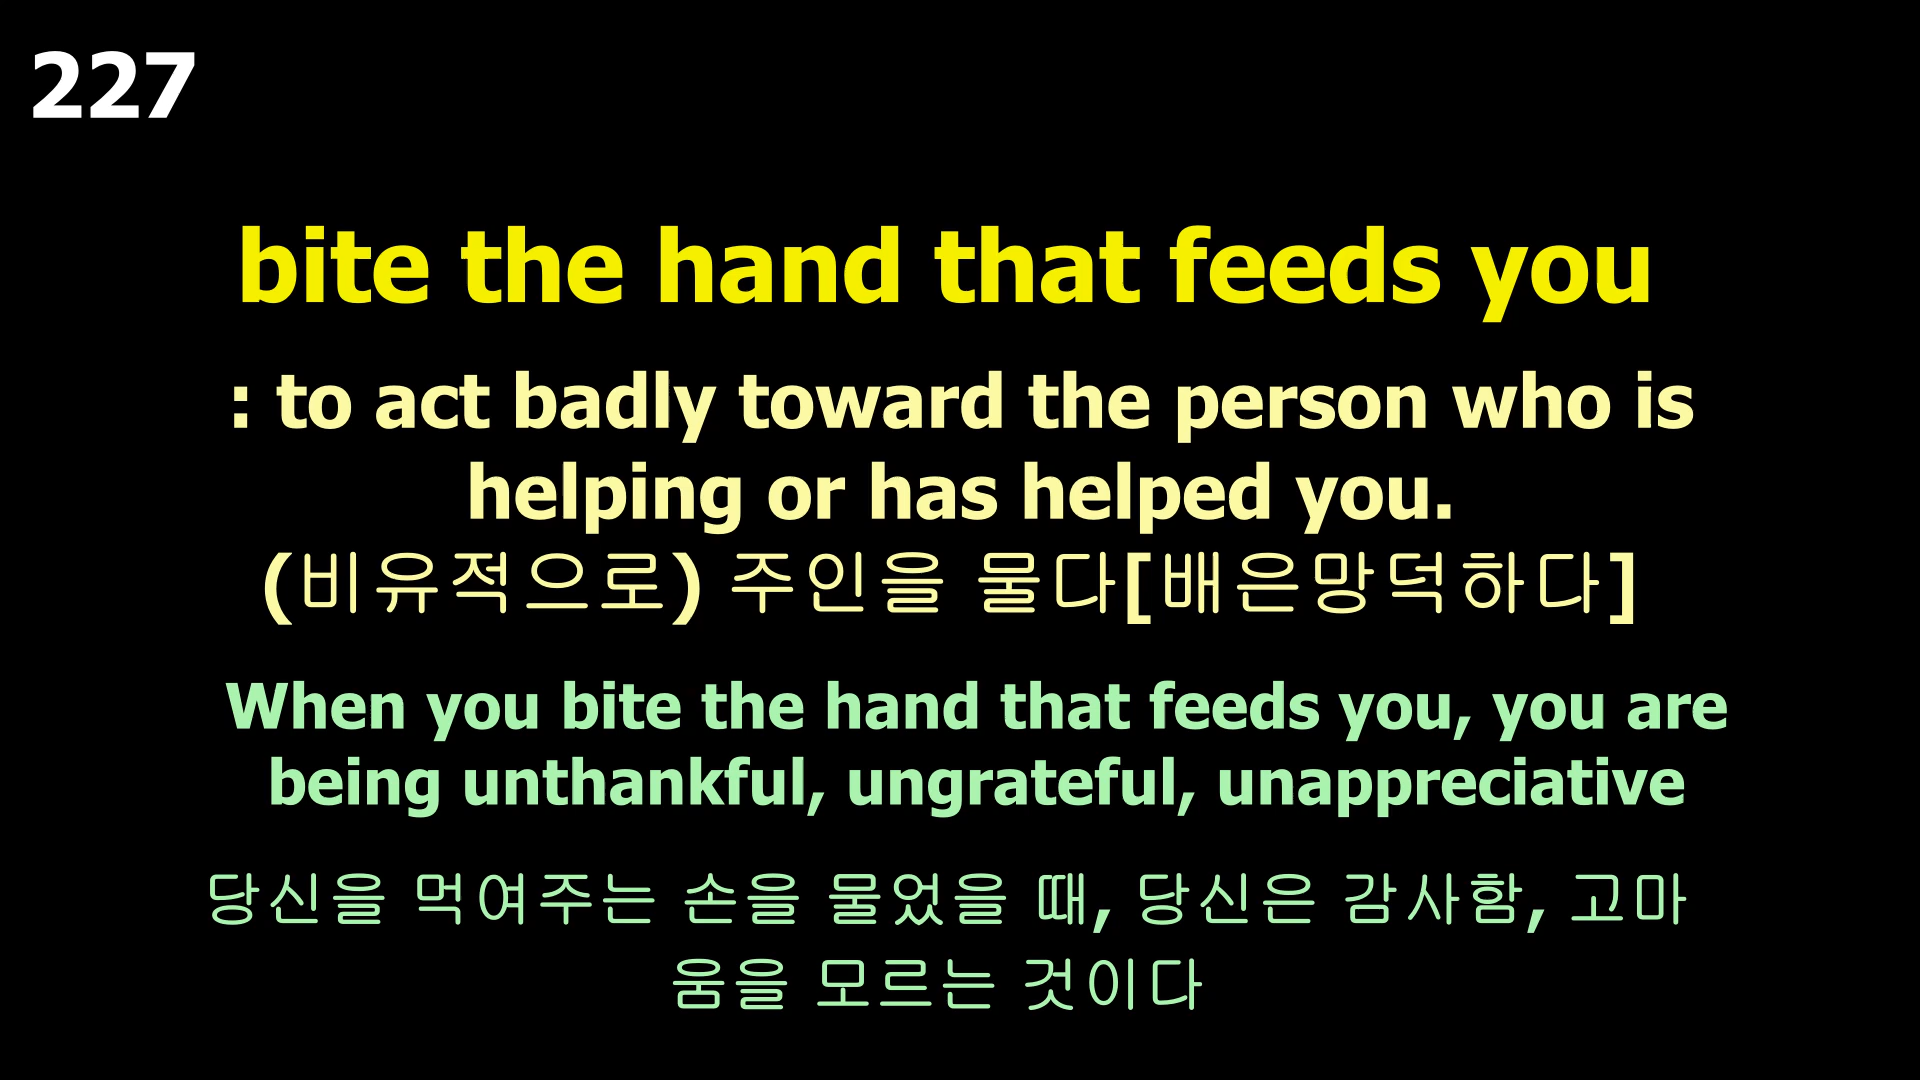 227
bite the hand that feeds you
: to act badly toward the person who is
helping or has helped you.
(비유적으로) 주인을 물다[배은망덕하다]
When you bite the hand that feeds you, you are
being unthankful, ungrateful, unappreciative
당신을 먹여주는 손을 물었을 때, 당신은 감사함, 고마
움을 모르는 것이다